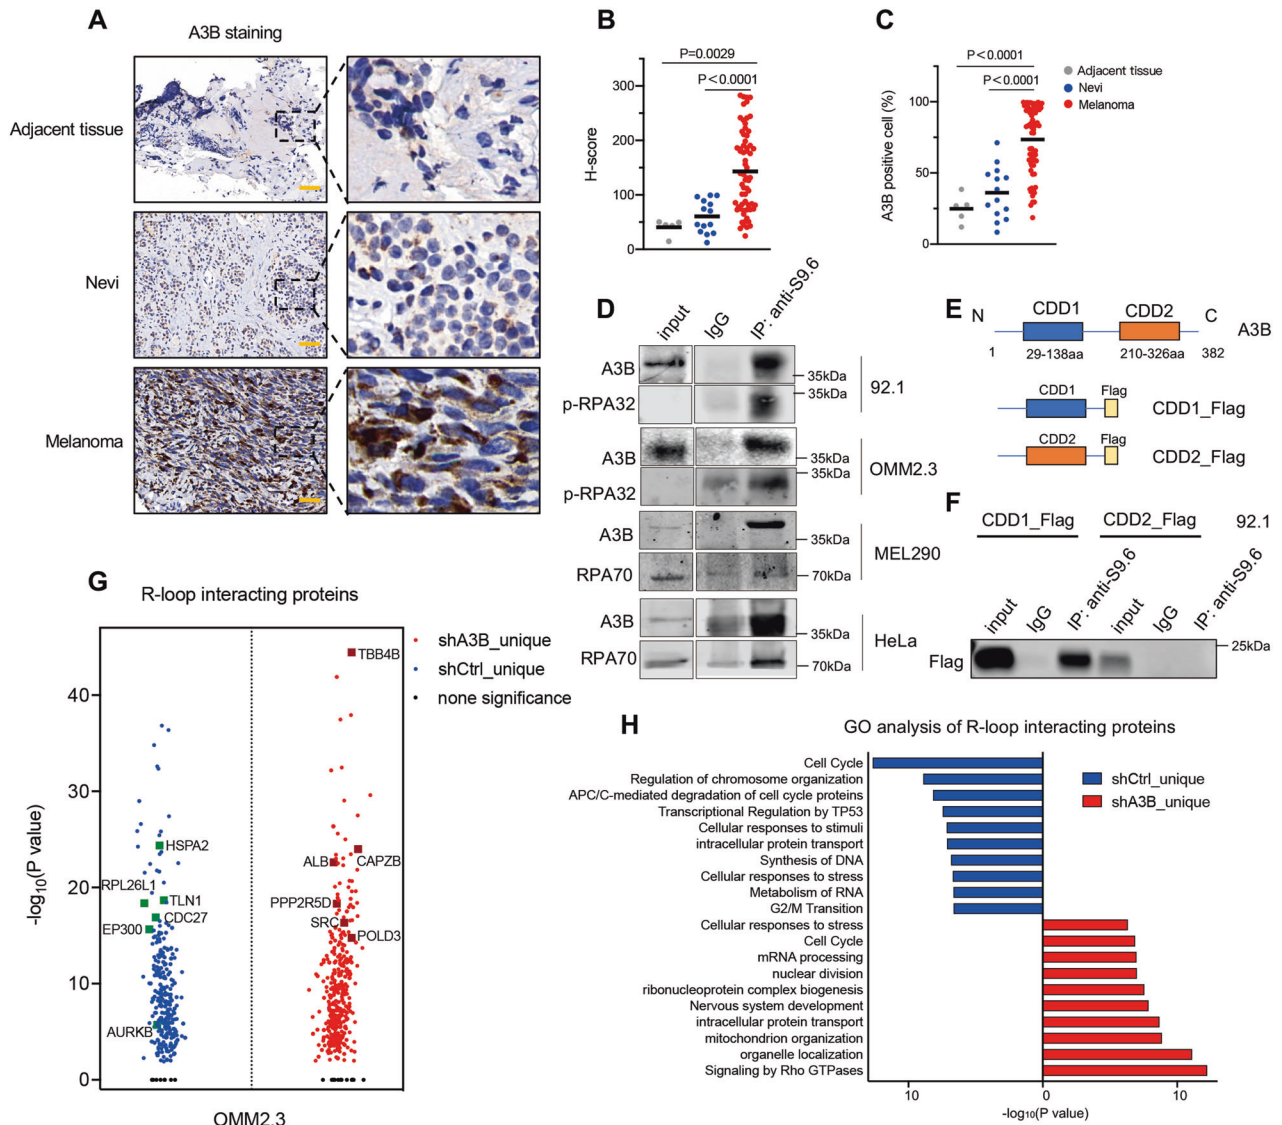 A
A3B staining
Adjacent tissue
Nevi
Melanoma
B
P=0.0029
P<0.0001
H-score
300
200
100
0
C
P<0.0001
P<0.0001
A3B positive cell (%)
100
50
0
Adjacent tissue
Nevi
Melanoma
D
input
IgG
IP: anti-S9.6
A3B
35kDa
p-RPA32
35kDa
92.1
A3B
35kDa
p-RPA32
35kDa
OMM2.3
A3B
35kDa
RPA70
70kDa
MEL290
A3B
35kDa
RPA70
70kDa
HeLa
E
N
CDD1
CDD2
C
A3B
1
29-138aa
210-326aa
382
CDD1
Flag
CDD1_Flag
CDD2
Flag
CDD2_Flag
F
CDD1_Flag
CDD2_Flag
92.1
input
IgG
IP: anti-S9.6
input
IgG
IP: anti-S9.6
Flag
25kDa
G
R-loop interacting proteins
-log10(P value)
40
30
20
10
0
TBB4B
HSPA2
RPL26L1
TLN1
CDC27
EP300
AURKB
ALB
CAPZB
PPP2R5D
SRC
POLD3
OMM2.3
shA3B_unique
shCtrl_unique
none significance
H
GO analysis of R-loop interacting proteins
Cell Cycle
Regulation of chromosome organization
APC/C-mediated degradation of cell cycle proteins
Transcriptional Regulation by TP53
Cellular responses to stimuli
intracellular protein transport
Synthesis of DNA
Cellular responses to stress
Metabolism of RNA
G2/M Transition
Cellular responses to stress
Cell Cycle
mRNA processing
nuclear division
ribonucleoprotein complex biogenesis
Nervous system development
intracellular protein transport
mitochondrion organization
organelle localization
Signaling by Rho GTPases
shCtrl_unique
shA3B_unique
10
0
10
-log10(P value)